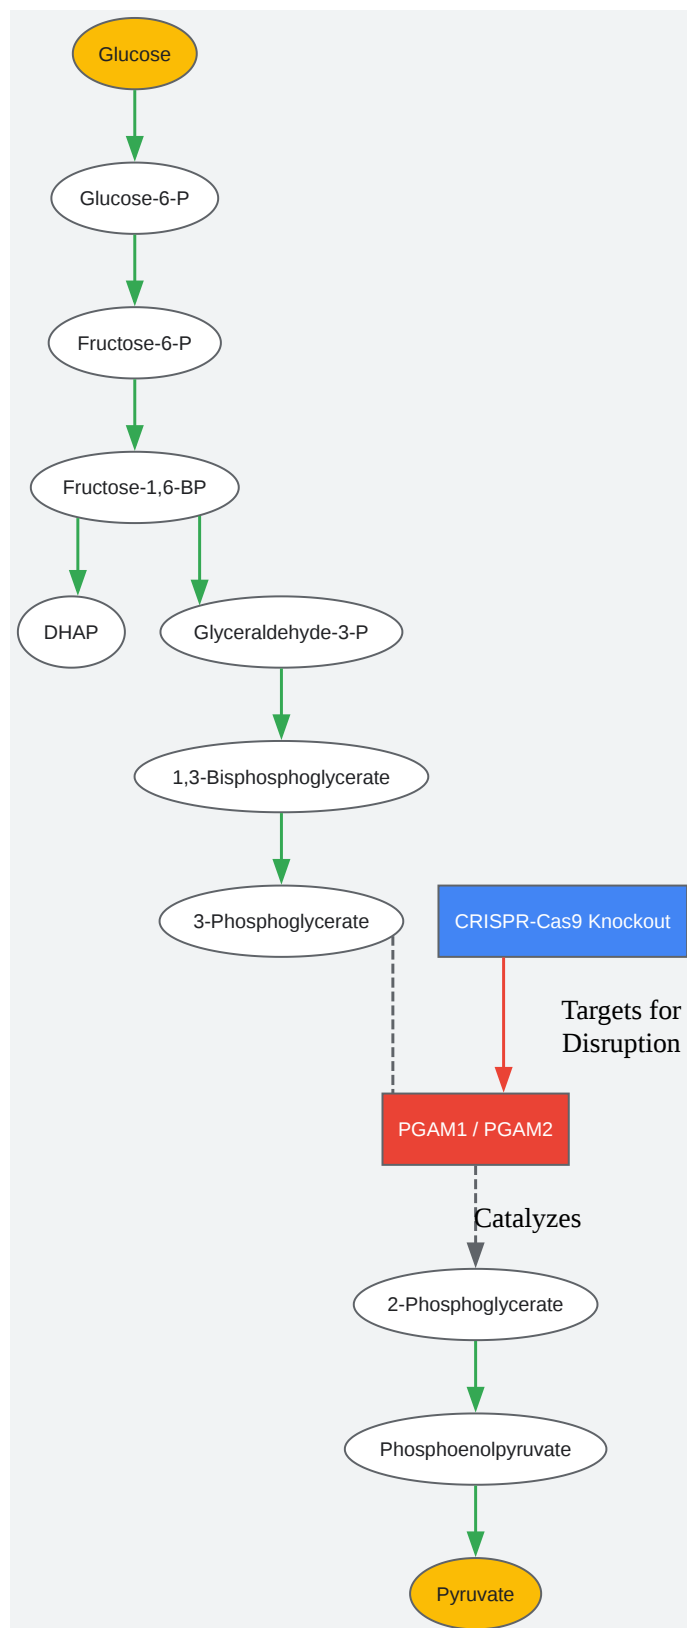 Glucose
Glucose-6-P
Fructose-6-P
Fructose-1,6-BP
DHAP
Glyceraldehyde-3-P
1,3-Bisphosphoglycerate
3-Phosphoglycerate
CRISPR-Cas9 Knockout
Targets for
Disruption
PGAM1 / PGAM2
Catalyzes
2-Phosphoglycerate
Phosphoenolpyruvate
Pyruvate